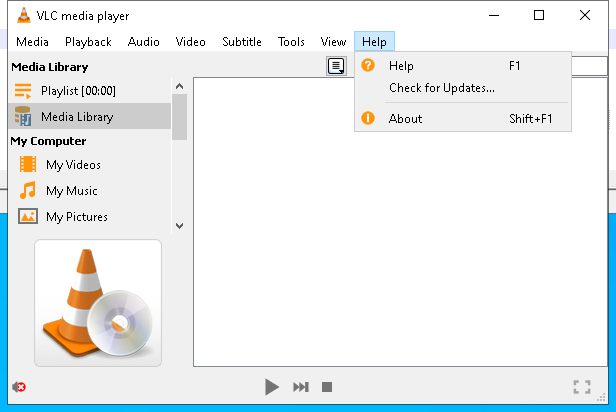 VLC media player
Media Playback Audio Video Subtitle Tools View Help
Media Library
Playlist [00:00]
Media Library
My Computer
My Videos
My Music
My Pictures
Help F1
Check for Updates...
About Shift+F1